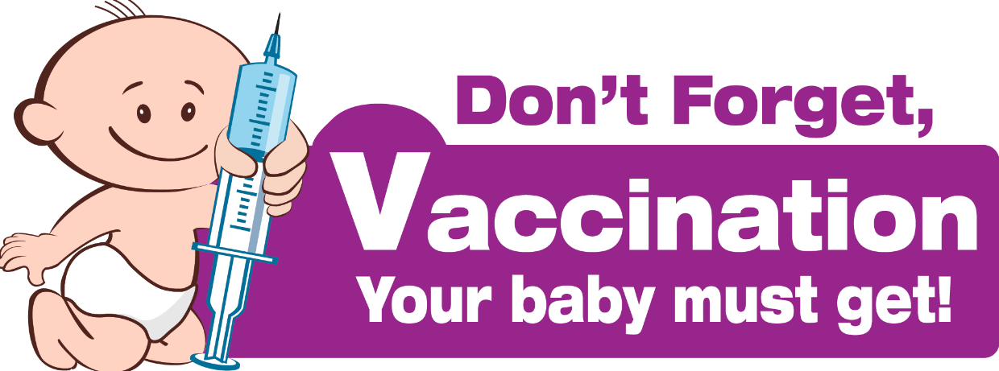 Don’t Forget,
Vaccination
Your baby must get!